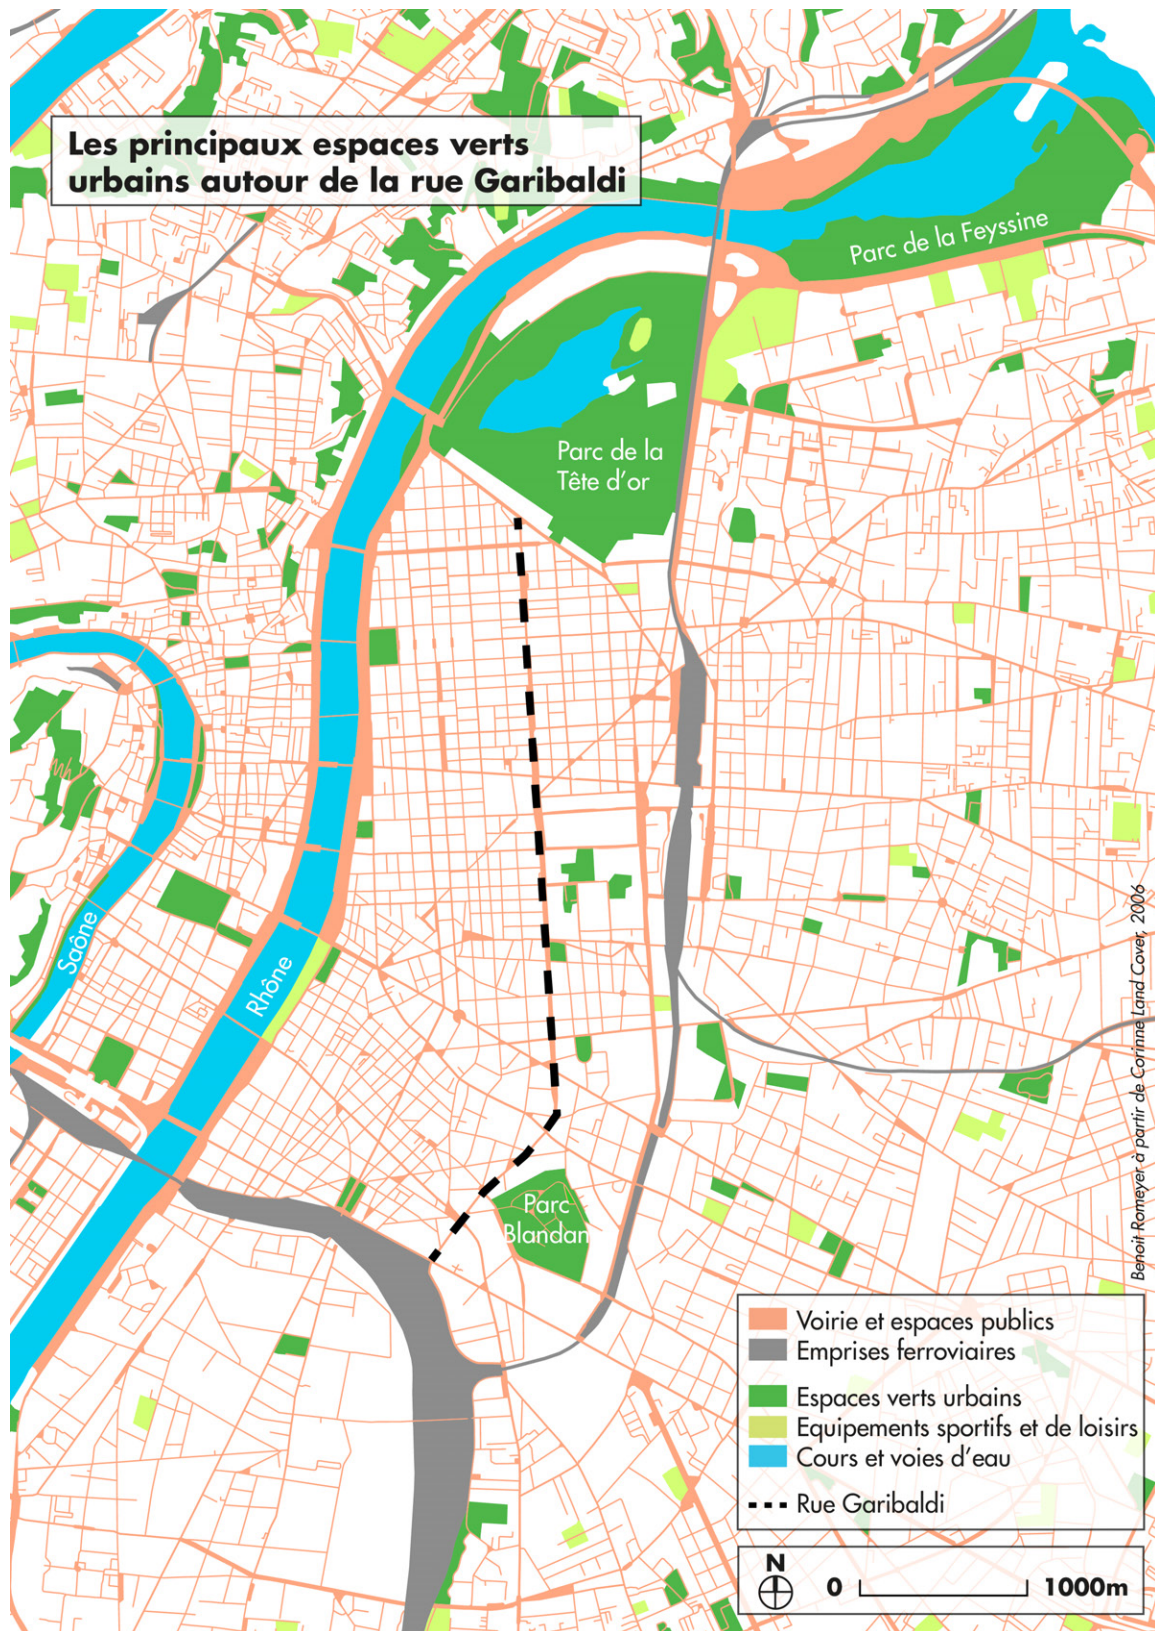 Les principaux espaces verts
urbains autour de la rue Garibaldi
Parc de la Feyssine
Parc de la
Tête d'or
Saône
Rhône
Parc
Blandan
Benoit Romeyer à partir de Corinne Land Cover, 2006
Voirie et espaces publics
Emprises ferroviaires
Espaces verts urbains
Equipements sportifs et de loisirs
Cours et voies d'eau
Rue Garibaldi
N
0 1000m